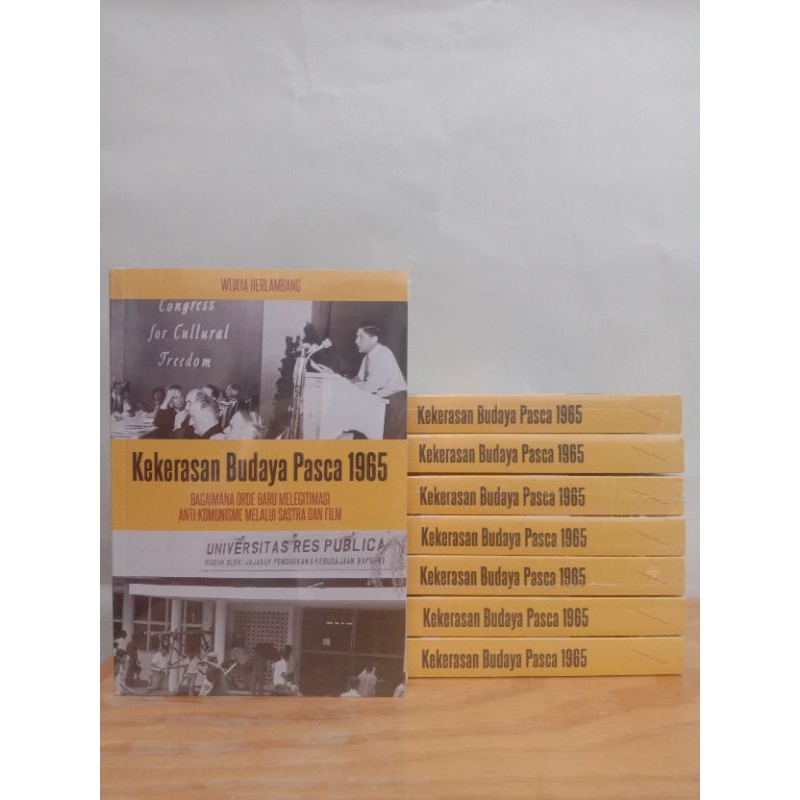 WIJAYA HERLAMBANG
Congress
for Cultural
Freedom
Kekerasan Budaya Pasca 1965
BAGAIMANA ORDE BARU MELEGITIMASI
ANTI-KOMUNISME MELALUI SASTRA DAN FILM
UNIVERSITAS RES PUBLICA
PENDIDIKAN & KEBUDAJAAN
Kekerasan Budaya Pasca 1965
Kekerasan Budaya Pasca 1965
Kekerasan Budaya Pasca 1965
Kekerasan Budaya Pasca 1965
Kekerasan Budaya Pasca 1965
Kekerasan Budaya Pasca 1965
Kekerasan Budaya Pasca 1965